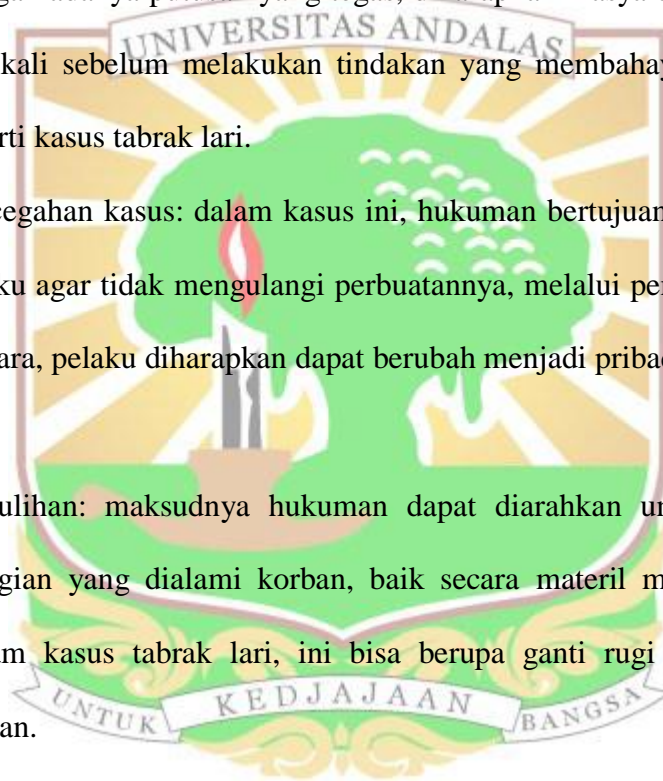 UNIVERSITAS ANDALAS
kali sebelum melakukan tindakan yang membahay
rti kasus tabrak lari.
cegahan kasus: dalam kasus ini, hukuman bertujuan
ku agar tidak mengulangi perbuatannya, melalui pe
ara, pelaku diharapkan dapat berubah menjadi pribad
ulihan: maksudnya hukuman dapat diarahkan u
gian yang dialami korban, baik secara materil m
m kasus tabrak lari, ini bisa berupa ganti rugi
an.
UNTUK KEDJAJAAN BANGSA